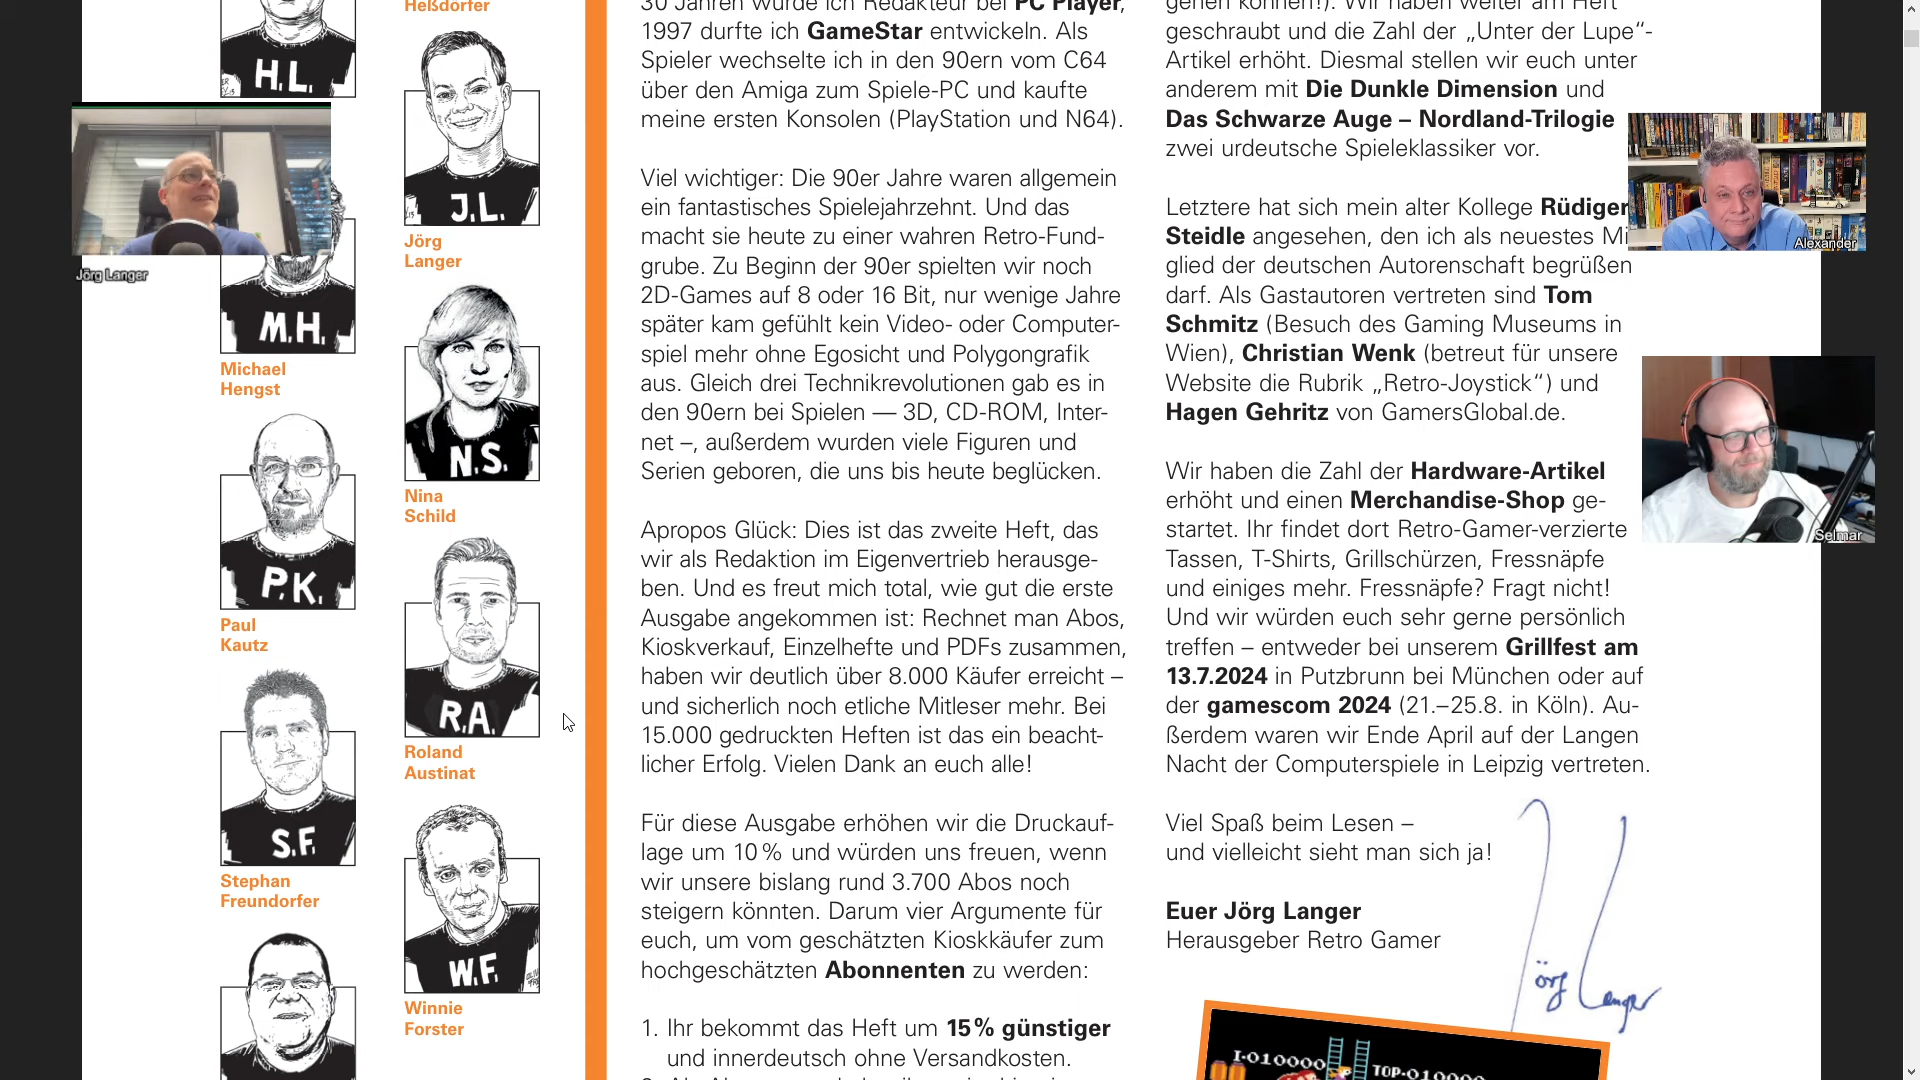 Heßdörfer
H.L.
J.L.
Jörg
Langer
Jörg Langer
M.H.
Michael
Hengst
N.S.
Nina
Schild
P.K.
Paul
Kautz
R.A.
Roland
Austinat
S.F.
Stephan
Freundorfer
W.F.
Winnie
Forster
30 Jahren wurde ich Redakteur bei PC Player,
1997 durfte ich GameStar entwickeln. Als
Spieler wechselte ich in den 90ern vom C64
über den Amiga zum Spiele-PC und kaufte
meine ersten Konsolen (PlayStation und N64).
Viel wichtiger: Die 90er Jahre waren allgemein
ein fantastisches Spielejahrzehnt. Und das
macht sie heute zu einer wahren Retro-Fund-
grube. Zu Beginn der 90er spielten wir noch
2D-Games auf 8 oder 16 Bit, nur wenige Jahre
später kam gefühlt kein Video- oder Computer-
spiel mehr ohne Egosicht und Polygongrafik
aus. Gleich drei Technikrevolutionen gab es in
den 90ern bei Spielen — 3D, CD-ROM, Inter-
net –, außerdem wurden viele Figuren und
Serien geboren, die uns bis heute beglücken.
Apropos Glück: Dies ist das zweite Heft, das
wir als Redaktion im Eigenvertrieb herausge-
ben. Und es freut mich total, wie gut die erste
Ausgabe angekommen ist: Rechnet man Abos,
Kioskverkauf, Einzelhefte und PDFs zusammen,
haben wir deutlich über 8.000 Käufer erreicht –
und sicherlich noch etliche Mitleser mehr. Bei
15.000 gedruckten Heften ist das ein beacht-
licher Erfolg. Vielen Dank an euch alle!
Für diese Ausgabe erhöhen wir die Druckauf-
lage um 10 % und würden uns freuen, wenn
wir unsere bislang rund 3.700 Abos noch
steigern könnten. Darum vier Argumente für
euch, um vom geschätzten Kioskkäufer zum
hochgeschätzten Abonnenten zu werden:
1. Ihr bekommt das Heft um 15 % günstiger
und innerdeutsch ohne Versandkosten.
gehen können!). Wir haben weiter am Heft
geschraubt und die Zahl der „Unter der Lupe“-
Artikel erhöht. Diesmal stellen wir euch unter
anderem mit Die Dunkle Dimension und
Das Schwarze Auge – Nordland-Trilogie
zwei urdeutsche Spieleklassiker vor.
Letztere hat sich mein alter Kollege Rüdiger
Steidle angesehen, den ich als neuestes Mi
glied der deutschen Autorenschaft begrüßen
darf. Als Gastautoren vertreten sind Tom
Schmitz (Besuch des Gaming Museums in
Wien), Christian Wenk (betreut für unsere
Website die Rubrik „Retro-Joystick“) und
Hagen Gehritz von GamersGlobal.de.
Wir haben die Zahl der Hardware-Artikel
erhöht und einen Merchandise-Shop ge-
startet. Ihr findet dort Retro-Gamer-verzierte
Tassen, T-Shirts, Grillschürzen, Fressnäpfe
und einiges mehr. Fressnäpfe? Fragt nicht!
Und wir würden euch sehr gerne persönlich
treffen – entweder bei unserem Grillfest am
13.7.2024 in Putzbrunn bei München oder auf
der gamescom 2024 (21.–25.8. in Köln). Au-
ßerdem waren wir Ende April auf der Langen
Nacht der Computerspiele in Leipzig vertreten.
Viel Spaß beim Lesen –
und vielleicht sieht man sich ja!
Euer Jörg Langer
Herausgeber Retro Gamer
Jörg Langer
I-010000
TOP-010000
Alexander
Selmar